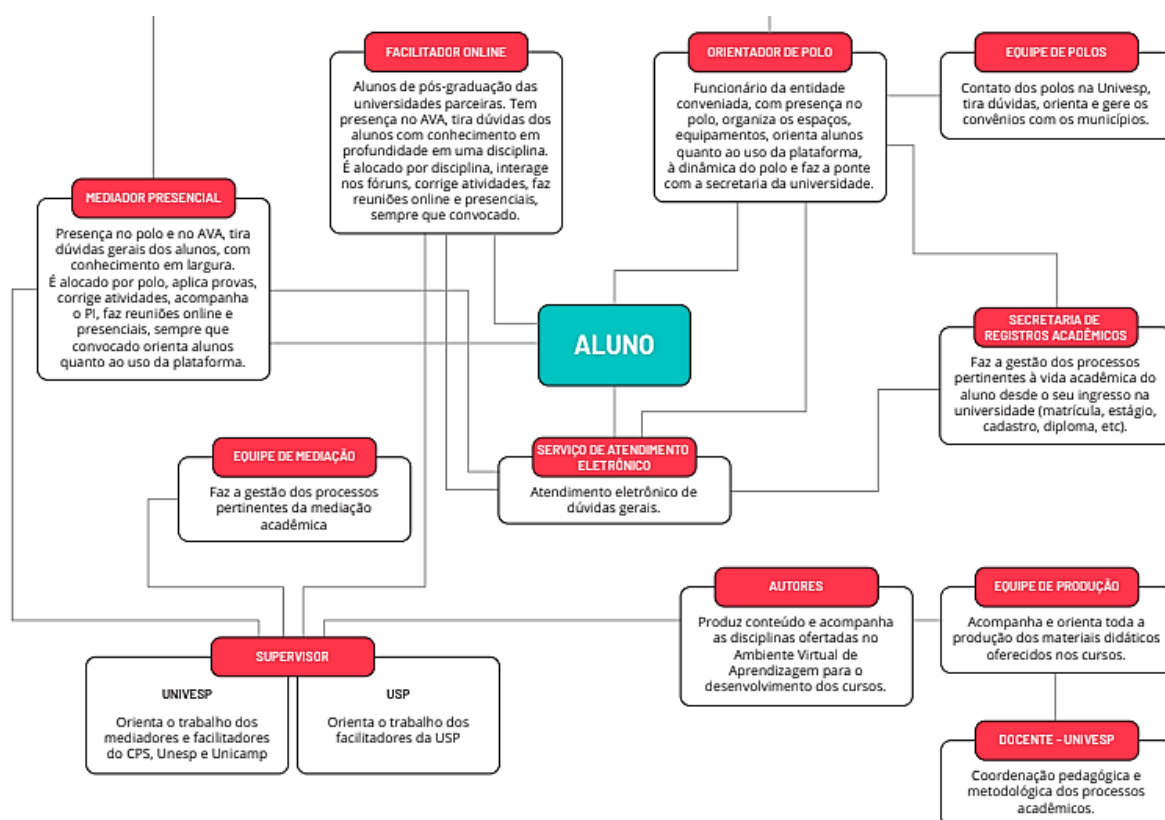 FACILITADOR ONLINE
Alunos de pós-graduação das
universidades parceiras. Tem
presença no AVA, tira dúvidas dos
alunos com conhecimento em
profundidade em uma disciplina.
É alocado por disciplina, interage
nos fóruns, corrige atividades, faz
reuniões online e presenciais,
sempre que convocado.
ORIENTADOR DE POLO
Funcionário da entidade
conveniada, com presença no
polo, organiza os espaços,
equipamentos, orienta alunos
quanto ao uso da plataforma,
à dinâmica do polo e faz a ponte
com a secretaria da universidade.
EQUIPE DE POLOS
Contato dos polos na Univesp,
tira dúvidas, orienta e gere os
convênios com os municípios.
MEDIADOR PRESENCIAL
Presença no polo e no AVA, tira
dúvidas gerais dos alunos, com
conhecimento em largura.
É alocado por polo, aplica provas,
corrige atividades, acompanha
o PI, faz reuniões online e
presenciais, sempre que
convocado orienta alunos
quanto ao uso da plataforma.
ALUNO
SECRETARIA DE
REGISTROS ACADÊMICOS
Faz a gestão dos processos
pertinentes à vida acadêmica do
aluno desde o seu ingresso na
universidade (matrícula, estágio,
cadastro, diploma, etc).
EQUIPE DE MEDIAÇÃO
Faz a gestão dos processos
pertinentes da mediação
acadêmica
SERVIÇO DE ATENDIMENTO
ELETRÔNICO
Atendimento eletrônico de
dúvidas gerais.
SUPERVISOR
UNIVESP
Orienta o trabalho dos
mediadores e facilitadores
do CPS, Unesp e Unicamp
USP
Orienta o trabalho dos
facilitadores da USP
AUTORES
Produz conteúdo e acompanha
as disciplinas ofertadas no
Ambiente Virtual de
Aprendizagem para o
desenvolvimento dos cursos.
EQUIPE DE PRODUÇÃO
Acompanha e orienta toda a
produção dos materiais didáticos
oferecidos nos cursos.
DOCENTE - UNIVESP
Coordenação pedagógica e
metodológica dos processos
acadêmicos.